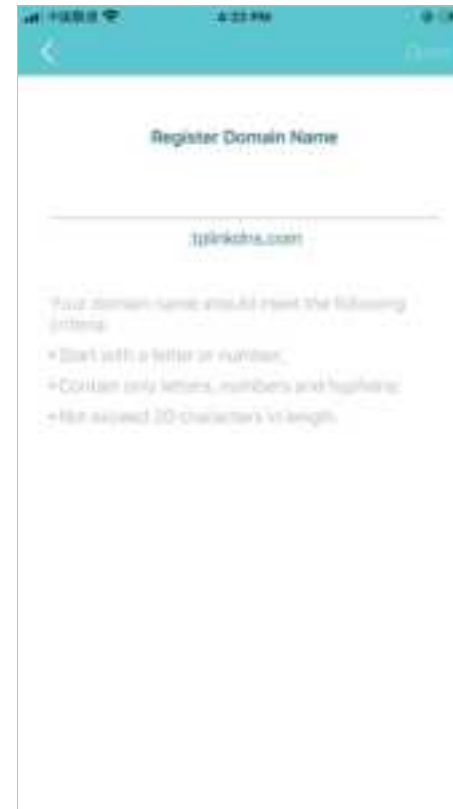 4:33 PM
Register Domain Name
.tplinkdns.com
Your domain name should meet the following
criteria:
• Start with a letter or number;
• Contain only letters, numbers and hyphens;
• Not exceed 20 characters in length.